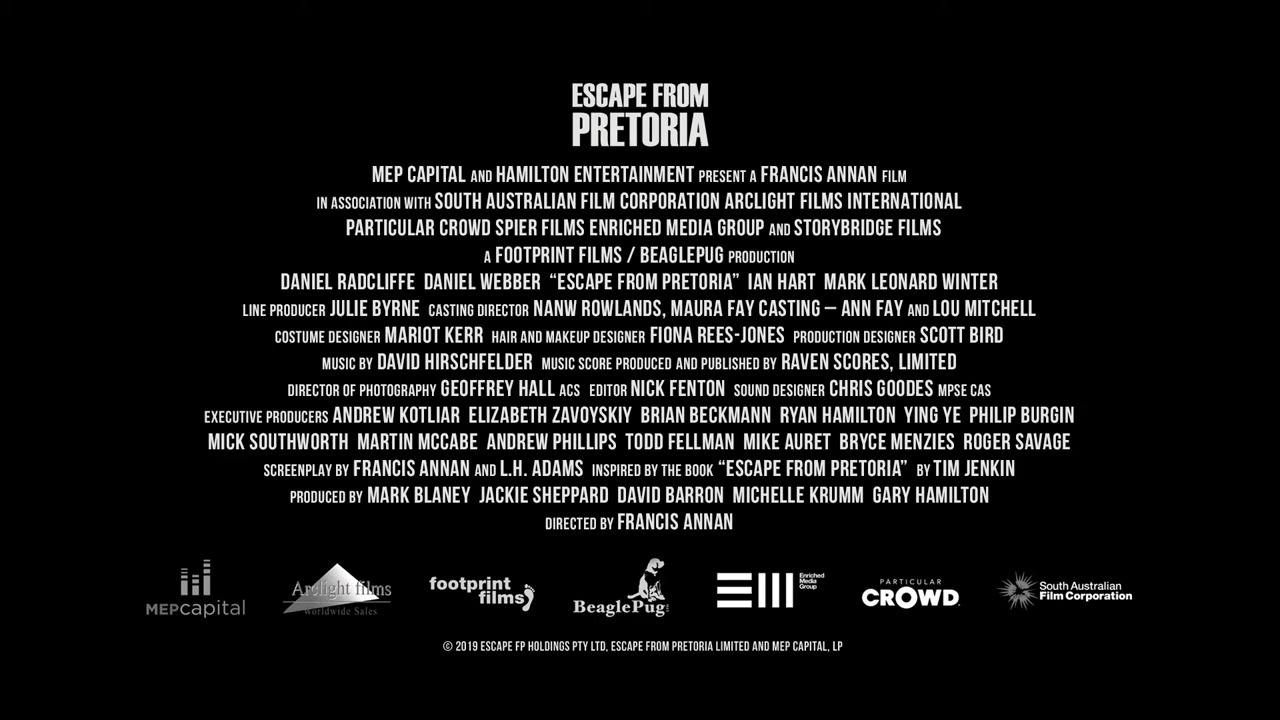 ESCAPE FROM
PRETORIA
MEP CAPITAL AND HAMILTON ENTERTAINMENT PRESENT A FRANCIS ANNAN FILM
IN ASSOCIATION WITH SOUTH AUSTRALIAN FILM CORPORATION ARCLIGHT FILMS INTERNATIONAL
PARTICULAR CROWD SPIER FILMS ENRICHED MEDIA GROUP AND STORYBRIDGE FILMS
A FOOTPRINT FILMS / BEAGLEPUG PRODUCTION
DANIEL RADCLIFFE DANIEL WEBBER “ESCAPE FROM PRETORIA” IAN HART MARK LEONARD WINTER
LINE PRODUCER JULIE BYRNE CASTING DIRECTOR NANW ROWLANDS, MAURA FAY CASTING – ANN FAY AND LOU MITCHELL
COSTUME DESIGNER MARIOT KERR HAIR AND MAKEUP DESIGNER FIONA REES-JONES PRODUCTION DESIGNER SCOTT BIRD
MUSIC BY DAVID HIRSCHFELDER MUSIC SCORE PRODUCED AND PUBLISHED BY RAVEN SCORES, LIMITED
DIRECTOR OF PHOTOGRAPHY GEOFFREY HALL ACS EDITOR NICK FENTON SOUND DESIGNER CHRIS GOODES MPSE CAS
EXECUTIVE PRODUCERS ANDREW KOTLIAR ELIZABETH ZAVOYSKIY BRIAN BECKMANN RYAN HAMILTON YING YE PHILIP BURGIN
MICK SOUTHWORTH MARTIN MCCABE ANDREW PHILLIPS TODD FELLMAN MIKE AURET BRYCE MENZIES ROGER SAVAGE
SCREENPLAY BY FRANCIS ANNAN AND L.H. ADAMS INSPIRED BY THE BOOK “ESCAPE FROM PRETORIA” BY TIM JENKIN
PRODUCED BY MARK BLANEY JACKIE SHEPPARD DAVID BARRON MICHELLE KRUMM GARY HAMILTON
DIRECTED BY FRANCIS ANNAN
MEPcapital
Arclight films
Worldwide Sales
footprint
films
BeaglePug
Enriched
Media
Group
PARTICULAR
CROWD
South Australian
Film Corporation
© 2019 ESCAPE FP HOLDINGS PTY LTD, ESCAPE FROM PRETORIA LIMITED AND MEP CAPITAL, LP